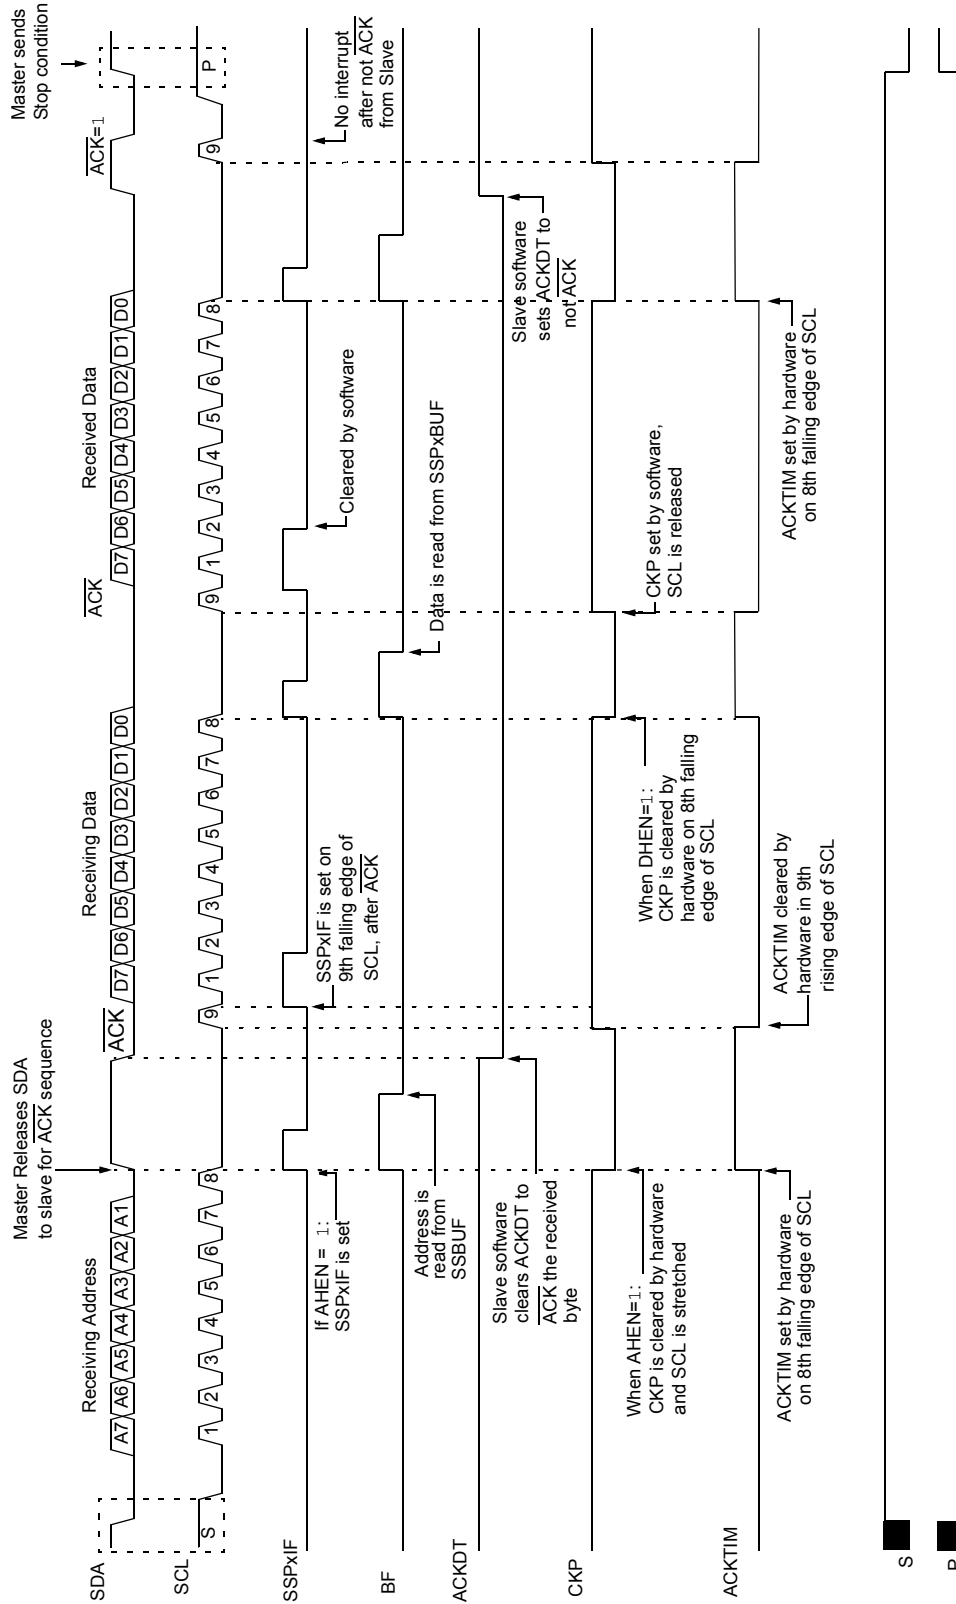 Master Releases SDA
to slave for ACK sequence
Master sends
Stop condition
Receiving Address
Receiving Data
Received Data
ACK
ACK
ACK=1
SDA
A7 A6 A5 A4 A3 A2 A1
D7 D6 D5 D4 D3 D2 D1 D0
D7 D6 D5 D4 D3 D2 D1 D0
SCL
S
1 2 3 4 5 6 7 8 9
1 2 3 4 5 6 7 8 9
1 2 3 4 5 6 7 8 9
P
SSPxIF
If AHEN = 1:
SSPxIF is set
SSPxIF is set on
9th falling edge of
SCL, after ACK
Cleared by software
No interrupt
after not ACK
from Slave
BF
Address is
read from
SSBUF
Data is read from SSPxBUF
ACKDT
Slave software
clears ACKDT to
ACK the received
byte
Slave software
sets ACKDT to
not ACK
CKP
When AHEN=1:
CKP is cleared by hardware
and SCL is stretched
When DHEN=1:
CKP is cleared by
hardware on 8th falling
edge of SCL
CKP set by software,
SCL is released
ACKTIM
ACKTIM set by hardware
on 8th falling edge of SCL
ACKTIM cleared by
hardware in 9th
rising edge of SCL
ACKTIM set by hardware
on 8th falling edge of SCL
S
P